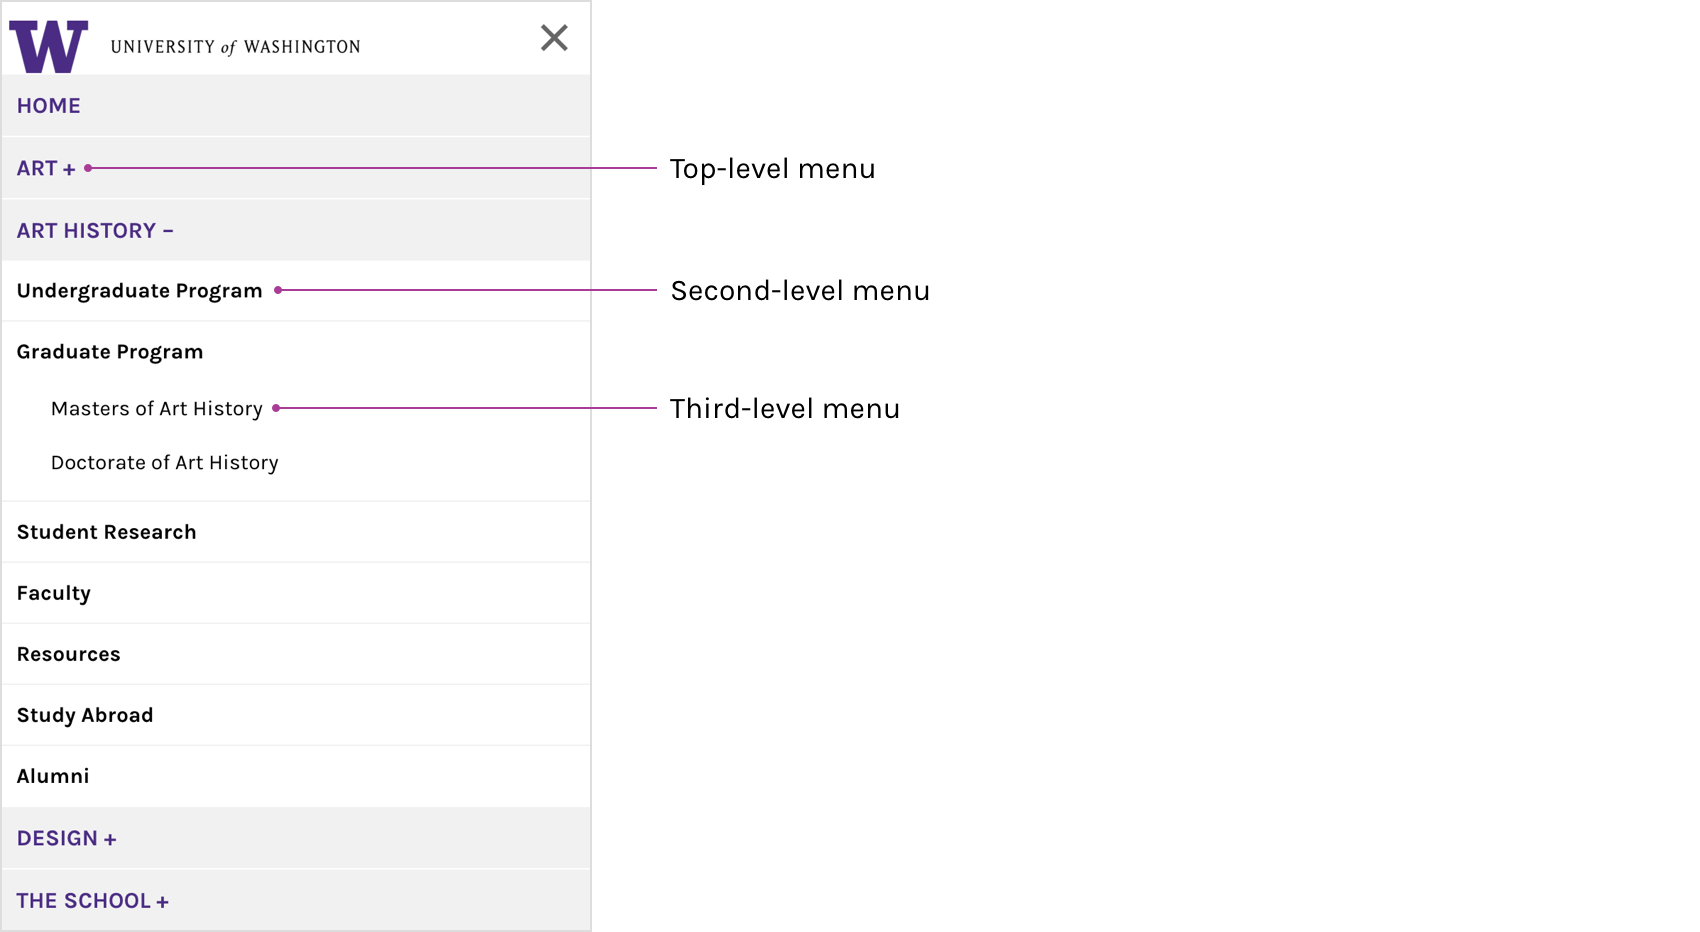 W UNIVERSITY of WASHINGTON
HOME
ART + Top-level menu
ART HISTORY –
Undergraduate Program Second-level menu
Graduate Program
Masters of Art History Third-level menu
Doctorate of Art History
Student Research
Faculty
Resources
Study Abroad
Alumni
DESIGN +
THE SCHOOL +